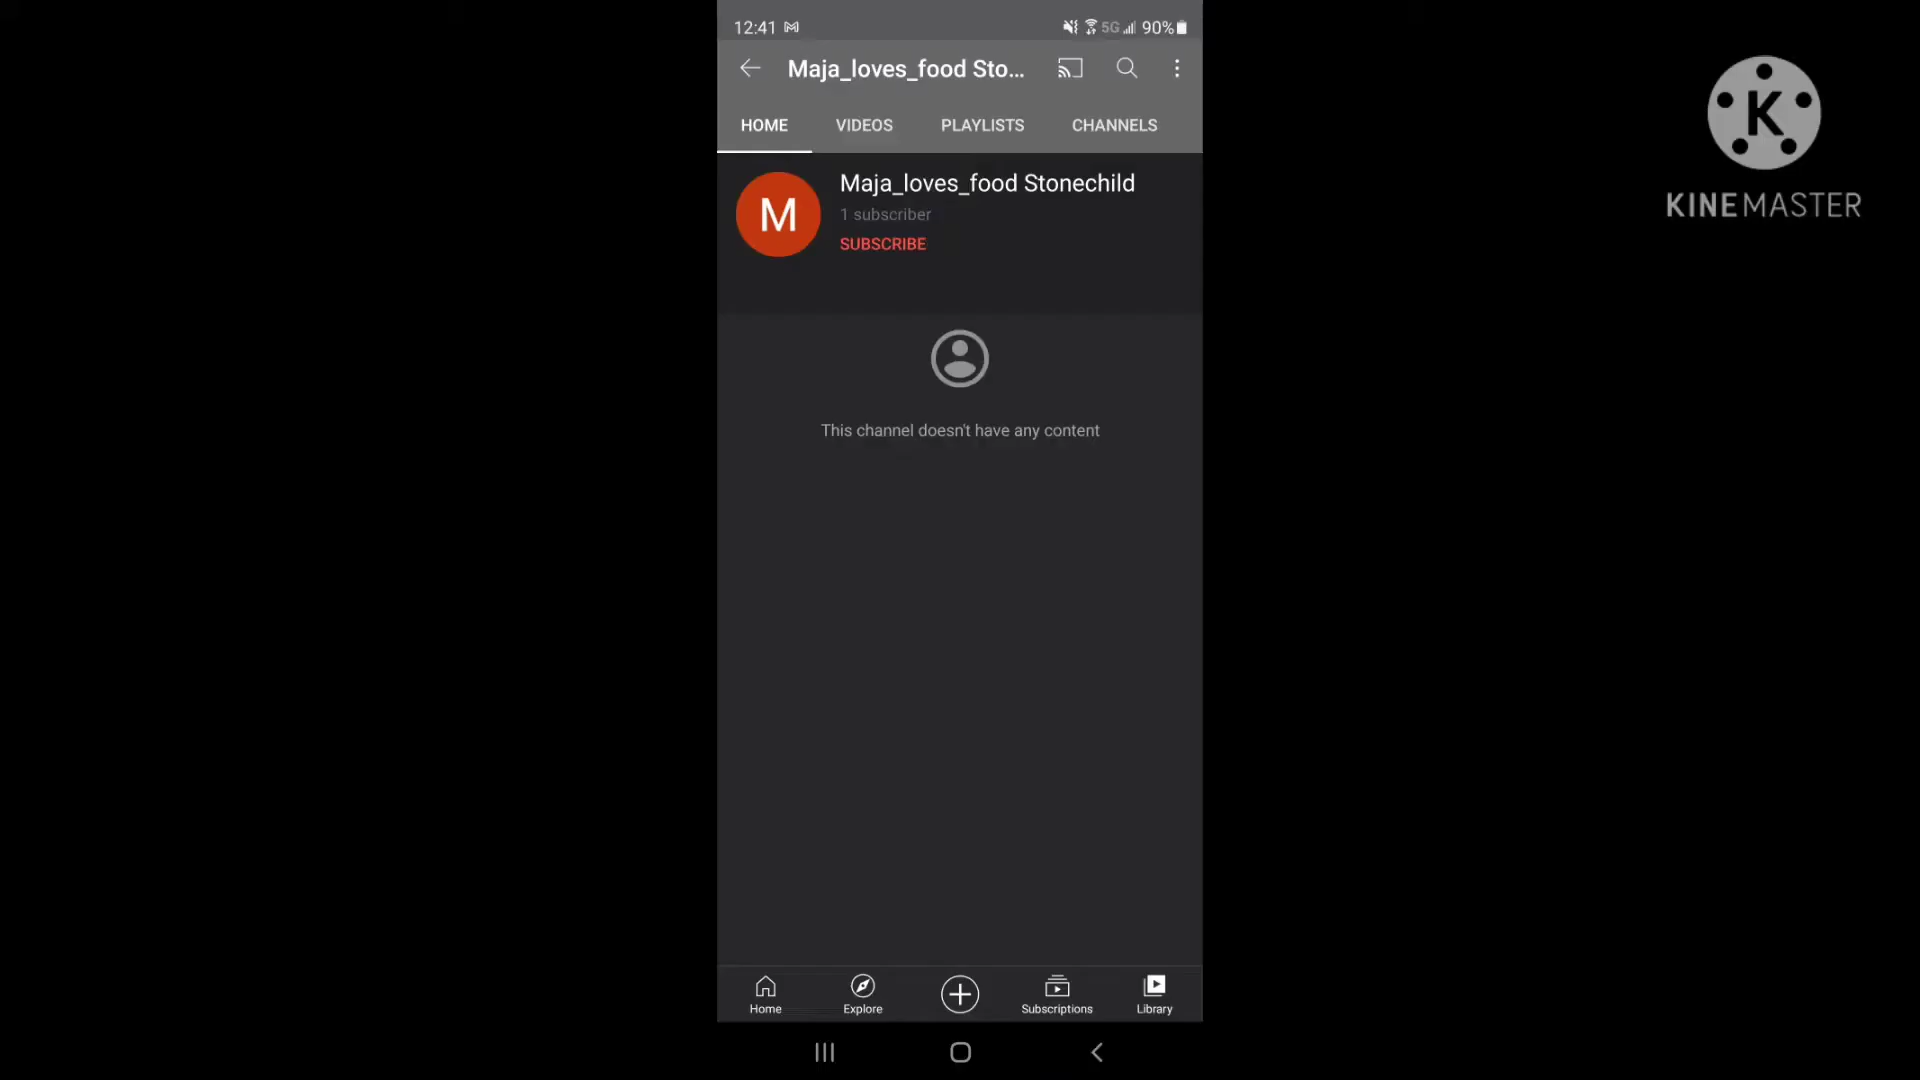 12:41 5G 90%
Maja_loves_food Sto...
HOME VIDEOS PLAYLISTS CHANNELS
M
Maja_loves_food Stonechild
1 subscriber
SUBSCRIBE
This channel doesn't have any content
Home Explore Subscriptions Library
K
KINEMASTER